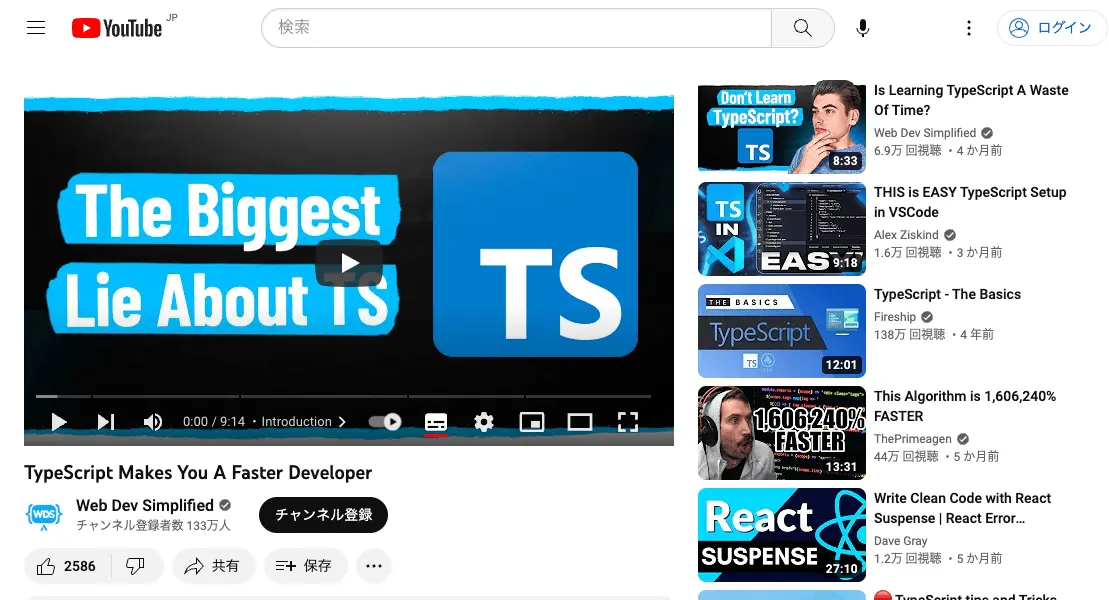 YouTube JP
検索
ログイン
The Biggest
Lie About TS
TS
0:00 / 9:14 ・ Introduction
TypeScript Makes You A Faster Developer
WDS
Web Dev Simplified
チャンネル登録者数 133万人
チャンネル登録
2586
共有
保存
Don't Learn
TypeScript?
TS
8:33
Is Learning TypeScript A Waste
Of Time?
Web Dev Simplified
6.9万 回視聴 ・4 か月前
TS
IN
EASY
9:18
THIS is EASY TypeScript Setup
in VSCode
Alex Ziskind
1.6万 回視聴 ・3 か月前
THE BASICS
TypeScript
TS
12:01
TypeScript - The Basics
Fireship
138万 回視聴 ・4 年前
1,606,240%
FASTER
13:31
This Algorithm is 1,606,240%
FASTER
ThePrimeagen
44万 回視聴 ・5 か月前
React
SUSPENSE
27:10
Write Clean Code with React
Suspense | React Error…
Dave Gray
1.2万 回視聴 ・5 か月前
TypeScript tips and Tricks